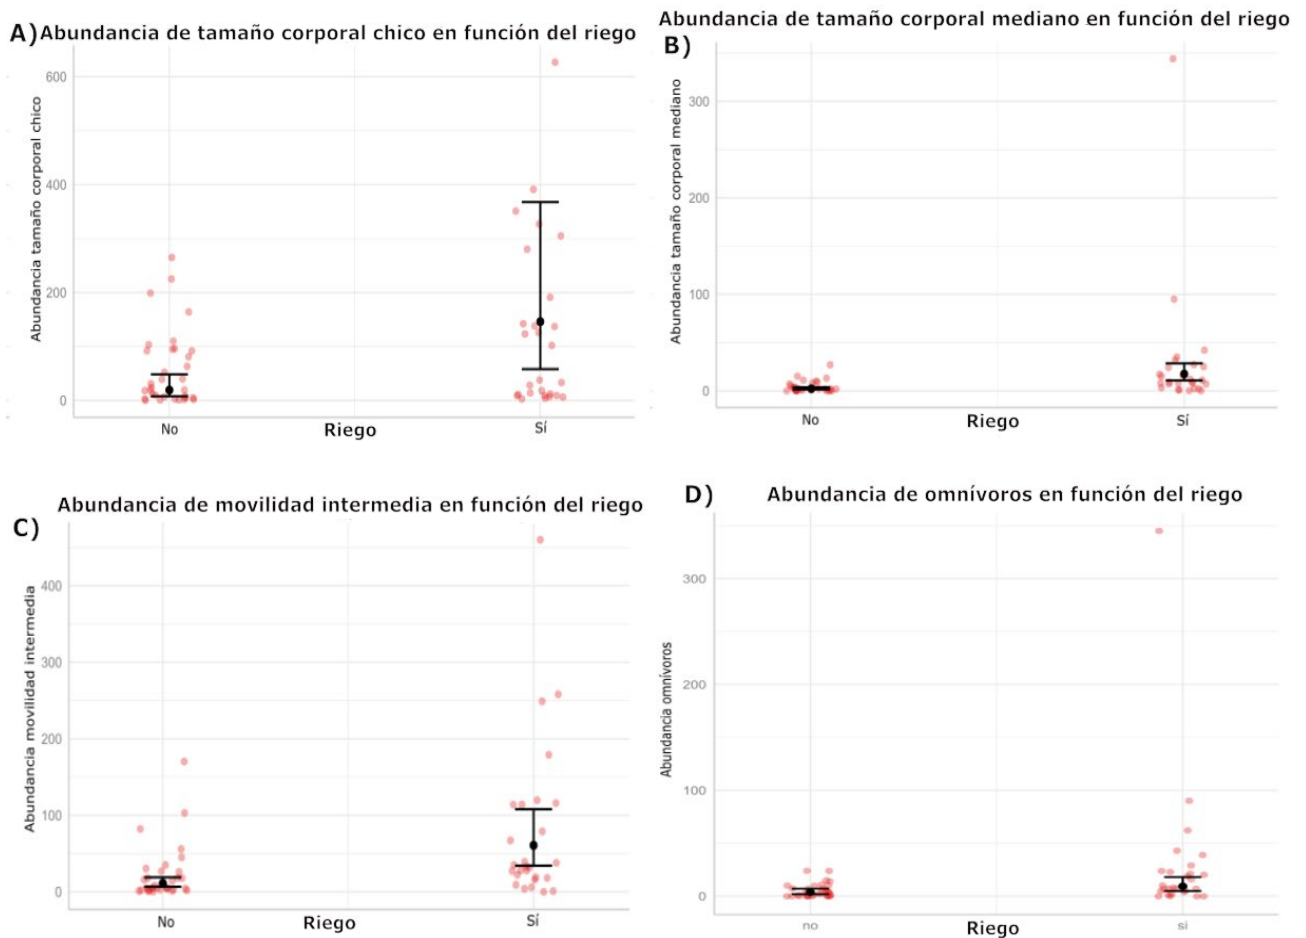 A) Abundancia de tamaño corporal chico en función del riego
Abundancia tamaño corporal chico
600
400
200
0
No
Riego
Sí
Abundancia de tamaño corporal mediano en función del riego
B)
Abundancia tamaño corporal mediano
300
200
100
0
No
Riego
Sí
Abundancia de movilidad intermedia en función del riego
C)
Abundancia movilidad intermedia
400
300
200
100
0
No
Riego
Sí
D) Abundancia de omnívoros en función del riego
Abundancia omnívoros
300
200
100
0
no
Riego
si